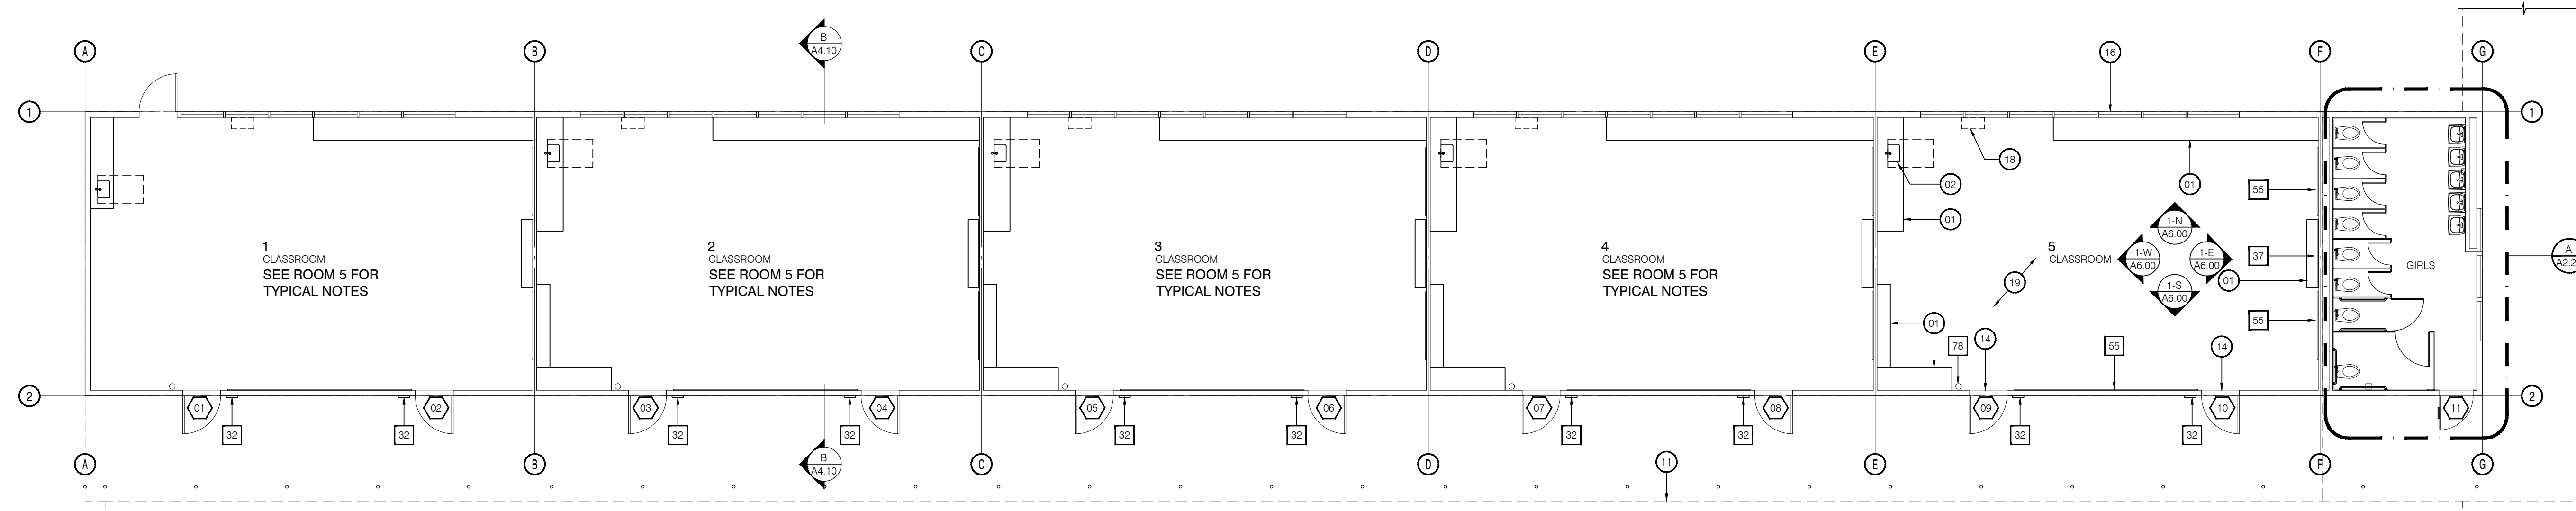 A
B
B
A4.10
C
D
E
16
F
G
1
1
18
02
01
01
55
1
CLASSROOM
SEE ROOM 5 FOR
TYPICAL NOTES
2
CLASSROOM
SEE ROOM 5 FOR
TYPICAL NOTES
3
CLASSROOM
SEE ROOM 5 FOR
TYPICAL NOTES
4
CLASSROOM
SEE ROOM 5 FOR
TYPICAL NOTES
5
CLASSROOM
1-N
A6.00
1-W
A6.00
1-E
A6.00
1-S
A6.00
37
01
19
GIRLS
A
01
78
14
55
14
55
2
01
02
03
04
05
06
07
08
09
10
11
2
32
32
32
32
32
32
32
32
32
32
A
B
B
A4.10
C
D
11
E
F
G